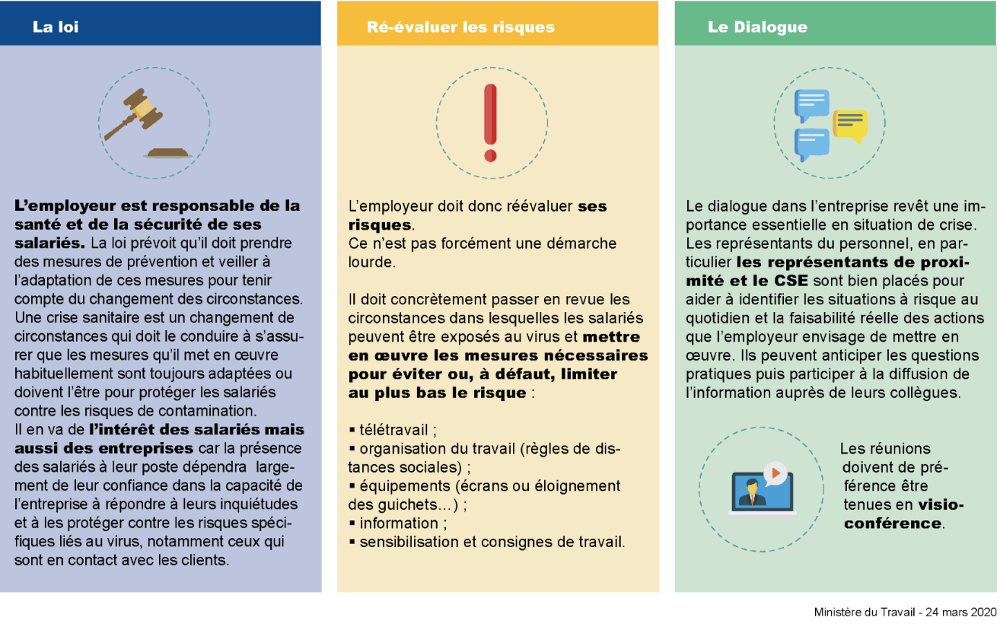 La loi
L'employeur est responsable de la
santé et de la sécurité de ses
salariés. La loi prévoit qu'il doit prendre
des mesures de prévention et veiller à
l'adaptation de ces mesures pour tenir
compte du changement des circonstances.
Une crise sanitaire est un changement de
circonstances qui doit le conduire à s'assu-
rer que les mesures qu'il met en œuvre
habituellement sont toujours adaptées ou
doivent l'être pour protéger les salariés
contre les risques de contamination.
Il en va de l'intérêt des salariés mais
aussi des entreprises car la présence
des salariés à leur poste dépendra large-
ment de leur confiance dans la capacité de
l'entreprise à répondre à leurs inquiétudes
et à les protéger contre les risques spéci-
fiques liés au virus, notamment ceux qui
sont en contact avec les clients.
Ré-évaluer les risques
L'employeur doit donc réévaluer ses
risques.
Ce n'est pas forcément une démarche
lourde.
Il doit concrètement passer en revue les
circonstances dans lesquelles les salariés
peuvent être exposés au virus et mettre
en œuvre les mesures nécessaires
pour éviter ou, à défaut, limiter
au plus bas le risque :
▪ télétravail ;
▪ organisation du travail (règles de dis-
tances sociales) ;
▪ équipements (écrans ou éloignement
des guichets...) ;
▪ information ;
▪ sensibilisation et consignes de travail.
Le Dialogue
Le dialogue dans l'entreprise revêt une im-
portance essentielle en situation de crise.
Les représentants du personnel, en par-
ticulier les représentants de proxi-
mité et le CSE sont bien placés pour
aider à identifier les situations à risque au
quotidien et la faisabilité réelle des actions
que l'employeur envisage de mettre en
œuvre. Ils peuvent anticiper les questions
pratiques puis participer à la diffusion de
l'information auprès de leurs collègues.
Les réunions
doivent de pré-
férence être
tenues en visio-
conférence.
Ministère du Travail - 24 mars 2020